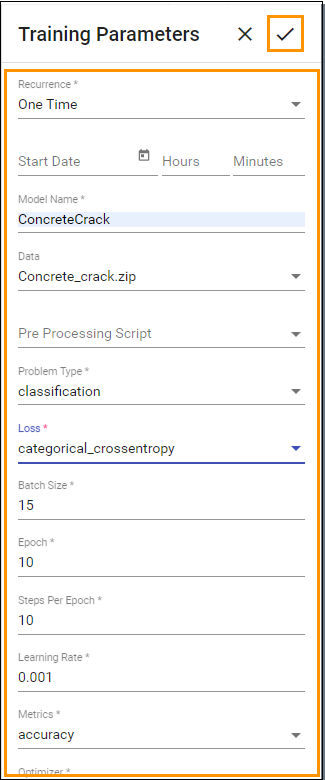 Training Parameters
Recurrence *
One Time
Start Date Hours Minutes
Model Name *
ConcreteCrack
Data
Concrete_crack.zip
Pre Processing Script
Problem Type *
classification
Loss *
categorical_crossentropy
Batch Size *
15
Epoch *
10
Steps Per Epoch *
10
Learning Rate *
0.001
Metrics *
accuracy
Optimizer *